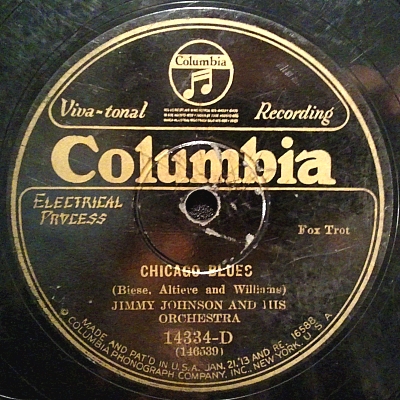 Columbia
Viva-tonal Recording
Columbia
ELECTRICAL
PROCESS
Fox Trot
CHICAGO BLUES
(Biese, Altiere and Williams)
JIMMY JOHNSON AND HIS
ORCHESTRA
14334-D
(146539)
MADE AND PAT'D IN U.S.A. JAN. 21, '13 AND RE. 16588
COLUMBIA PHONOGRAPH COMPANY, INC., NEW YORK, U S A